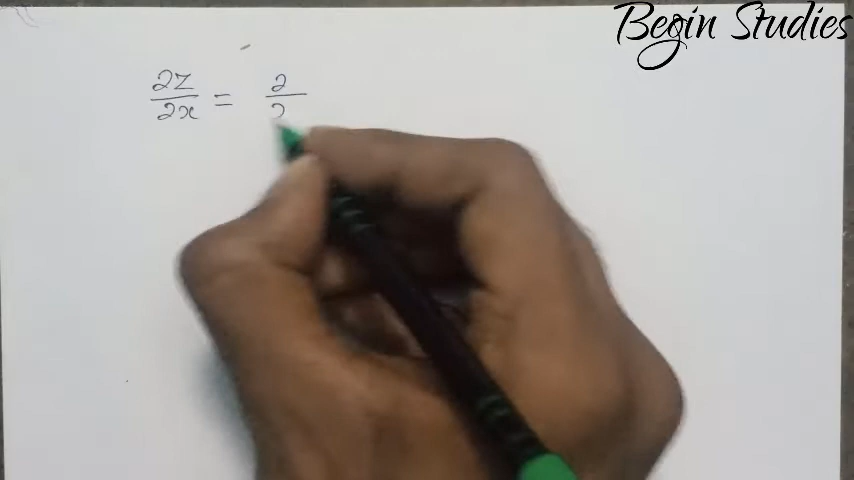 Begin Studies
∂z/∂x = ∂/∂